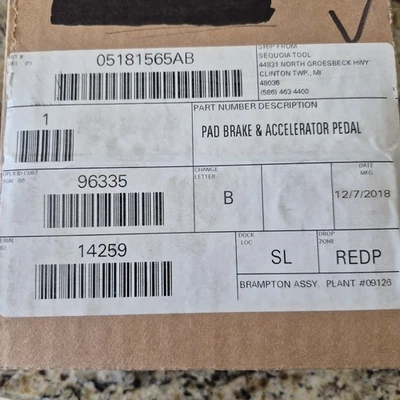 05181565AB
SHIP FROM
SEQUOIA TOOL
44831 NORTH GROESBECK HWY
CLINTON TWP., MI
48036
(586) 463-4400
1
PART NUMBER DESCRIPTION
PAD BRAKE & ACCELERATOR PEDAL
96335
CHANGE
LETTER
B
DATE
MFG
12/7/2018
14259
DOCK
LOC
SL
DROP
ZONE
REDP
BRAMPTON ASSY. PLANT #09126